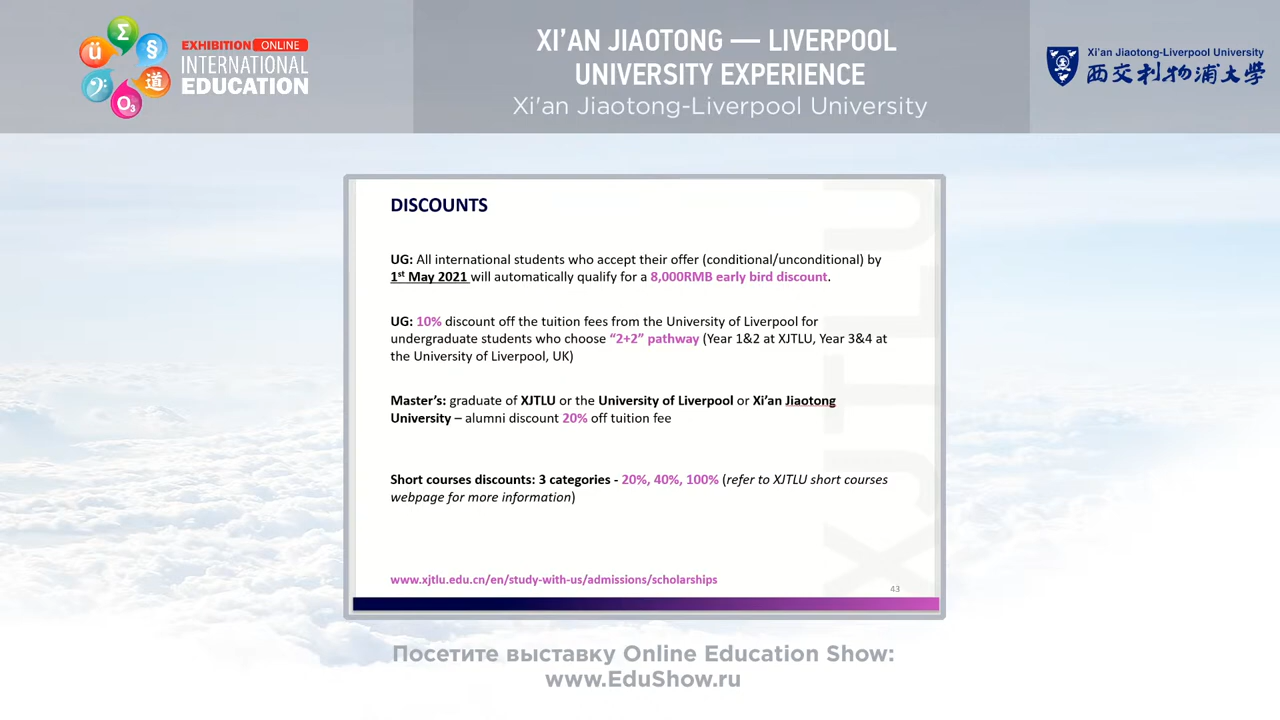 EXHIBITION ONLINE
INTERNATIONAL
EDUCATION
Σ
ü
§
道
O₃
XI'AN JIAOTONG — LIVERPOOL
UNIVERSITY EXPERIENCE
Xi'an Jiaotong-Liverpool University
Xi'an Jiaotong-Liverpool University
西交利物浦大学
DISCOUNTS
UG: All international students who accept their offer (conditional/unconditional) by
1st May 2021 will automatically qualify for a 8,000RMB early bird discount.
UG: 10% discount off the tuition fees from the University of Liverpool for
undergraduate students who choose “2+2” pathway (Year 1&2 at XJTLU, Year 3&4 at
the University of Liverpool, UK)
Master’s: graduate of XJTLU or the University of Liverpool or Xi’an Jiaotong
University – alumni discount 20% off tuition fee
Short courses discounts: 3 categories - 20%, 40%, 100% (refer to XJTLU short courses
webpage for more information)
www.xjtlu.edu.cn/en/study-with-us/admissions/scholarships
43
XJTLU
Посетите выставку Online Education Show:
www.EduShow.ru